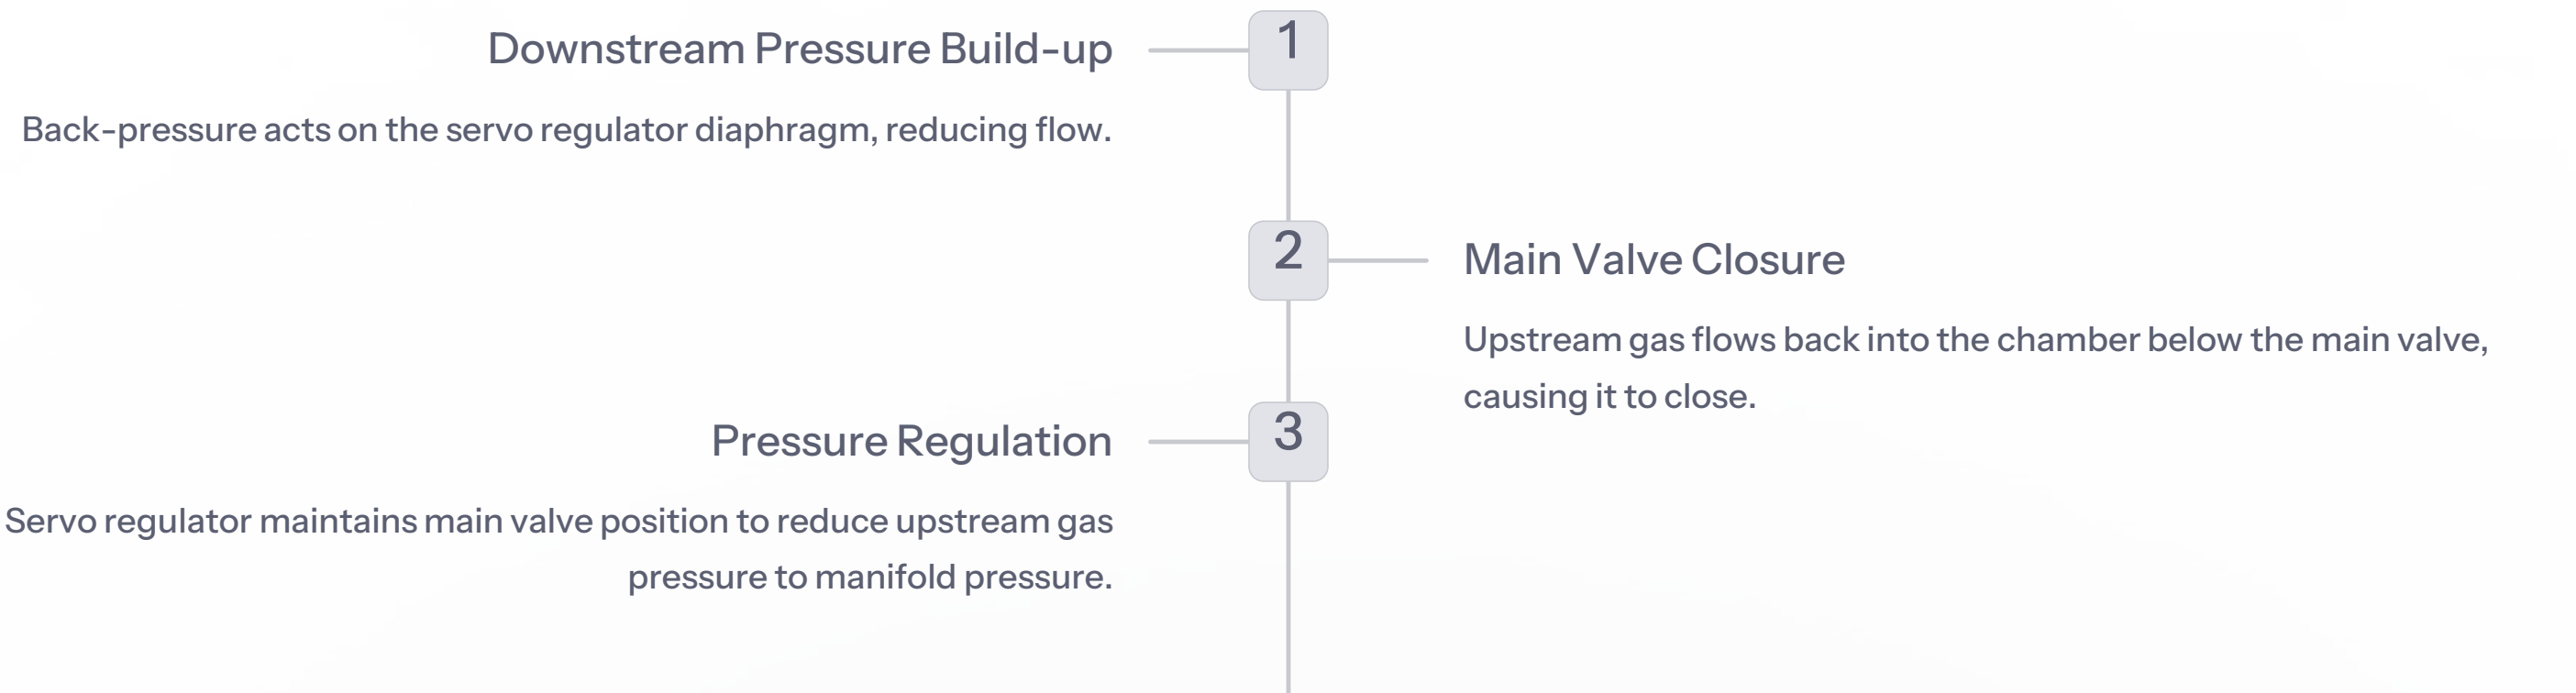 1
Downstream Pressure Build-up
Back-pressure acts on the servo regulator diaphragm, reducing flow.
2
Main Valve Closure
Upstream gas flows back into the chamber below the main valve,
causing it to close.
3
Pressure Regulation
Servo regulator maintains main valve position to reduce upstream gas
pressure to manifold pressure.